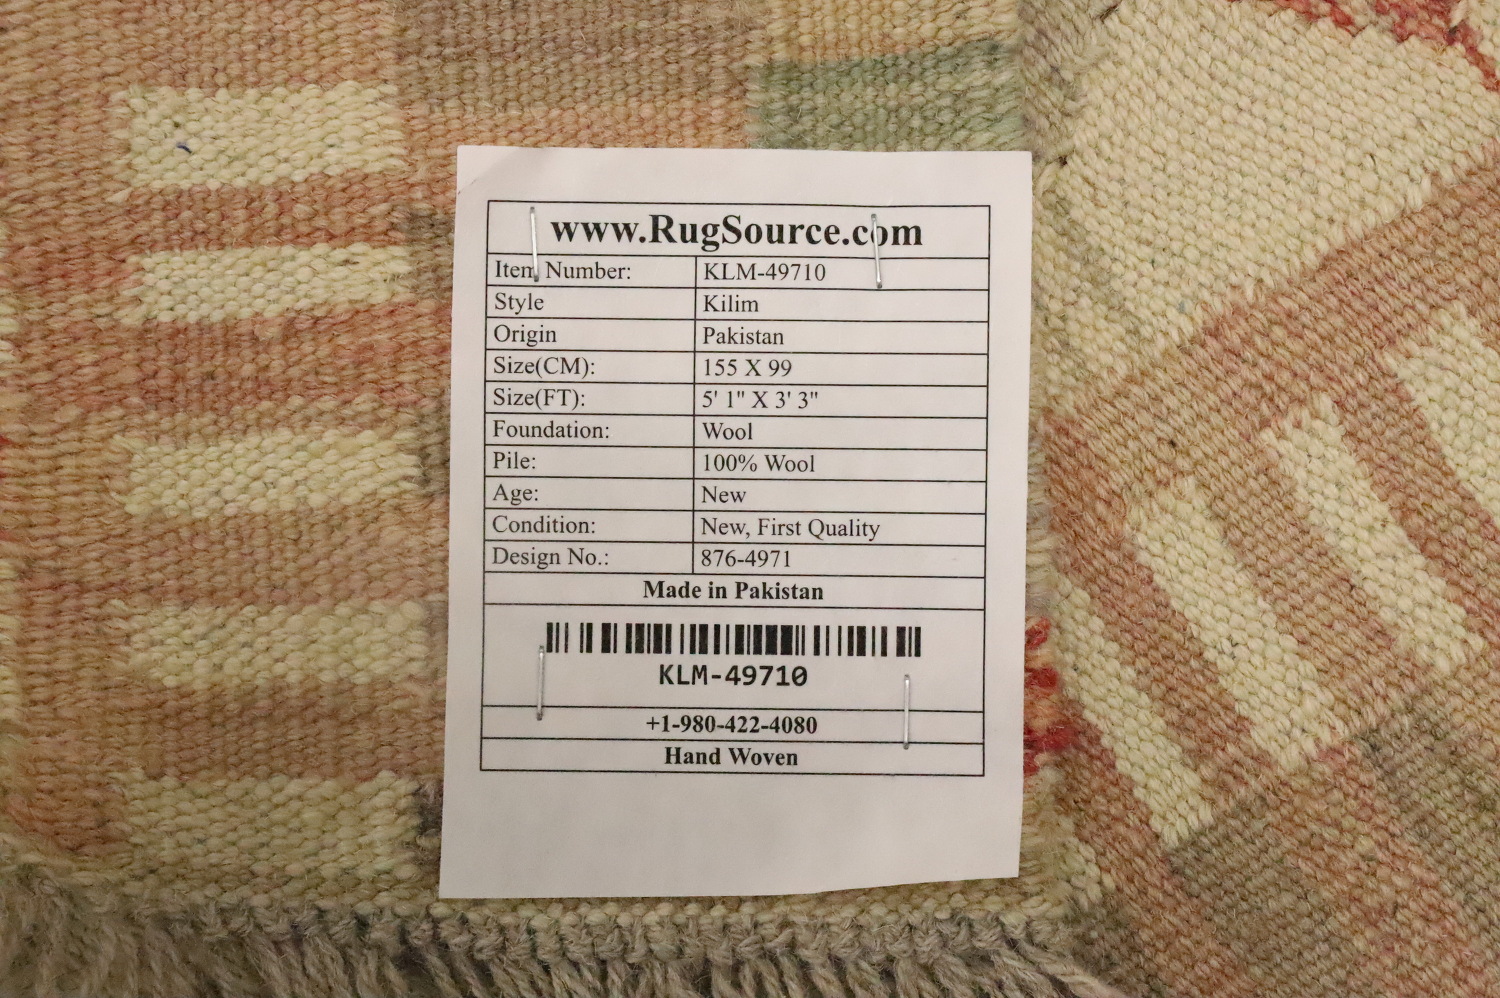 www.RugSource.com
Item Number: KLM-49710
Style Kilim
Origin Pakistan
Size(CM): 155 X 99
Size(FT): 5' 1" X 3' 3"
Foundation: Wool
Pile: 100% Wool
Age: New
Condition: New, First Quality
Design No.: 876-4971
Made in Pakistan
KLM-49710
+1-980-422-4080
Hand Woven